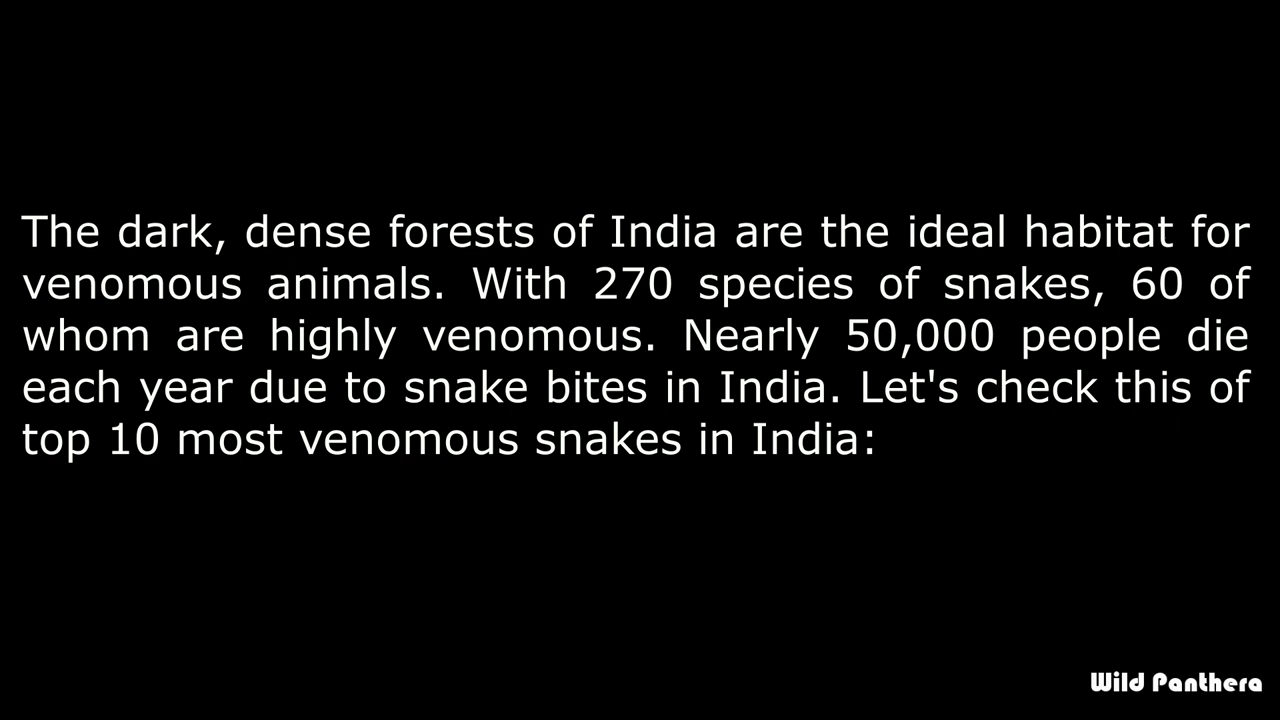 The dark, dense forests of India are the ideal habitat for
venomous animals. With 270 species of snakes, 60 of
whom are highly venomous. Nearly 50,000 people die
each year due to snake bites in India. Let's check this of
top 10 most venomous snakes in India:
Wild Panthera